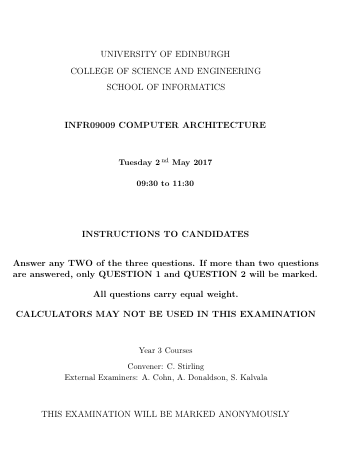 UNIVERSITY OF EDINBURGH
COLLEGE OF SCIENCE AND ENGINEERING
SCHOOL OF INFORMATICS
INFR09009 COMPUTER ARCHITECTURE
Tuesday 2 nd May 2017
09:30 to 11:30
INSTRUCTIONS TO CANDIDATES
Answer any TWO of the three questions. If more than two questions
are answered, only QUESTION 1 and QUESTION 2 will be marked.
All questions carry equal weight.
CALCULATORS MAY NOT BE USED IN THIS EXAMINATION
Year 3 Courses
Convener: C. Stirling
External Examiners: A. Cohn, A. Donaldson, S. Kalvala
THIS EXAMINATION WILL BE MARKED ANONYMOUSLY